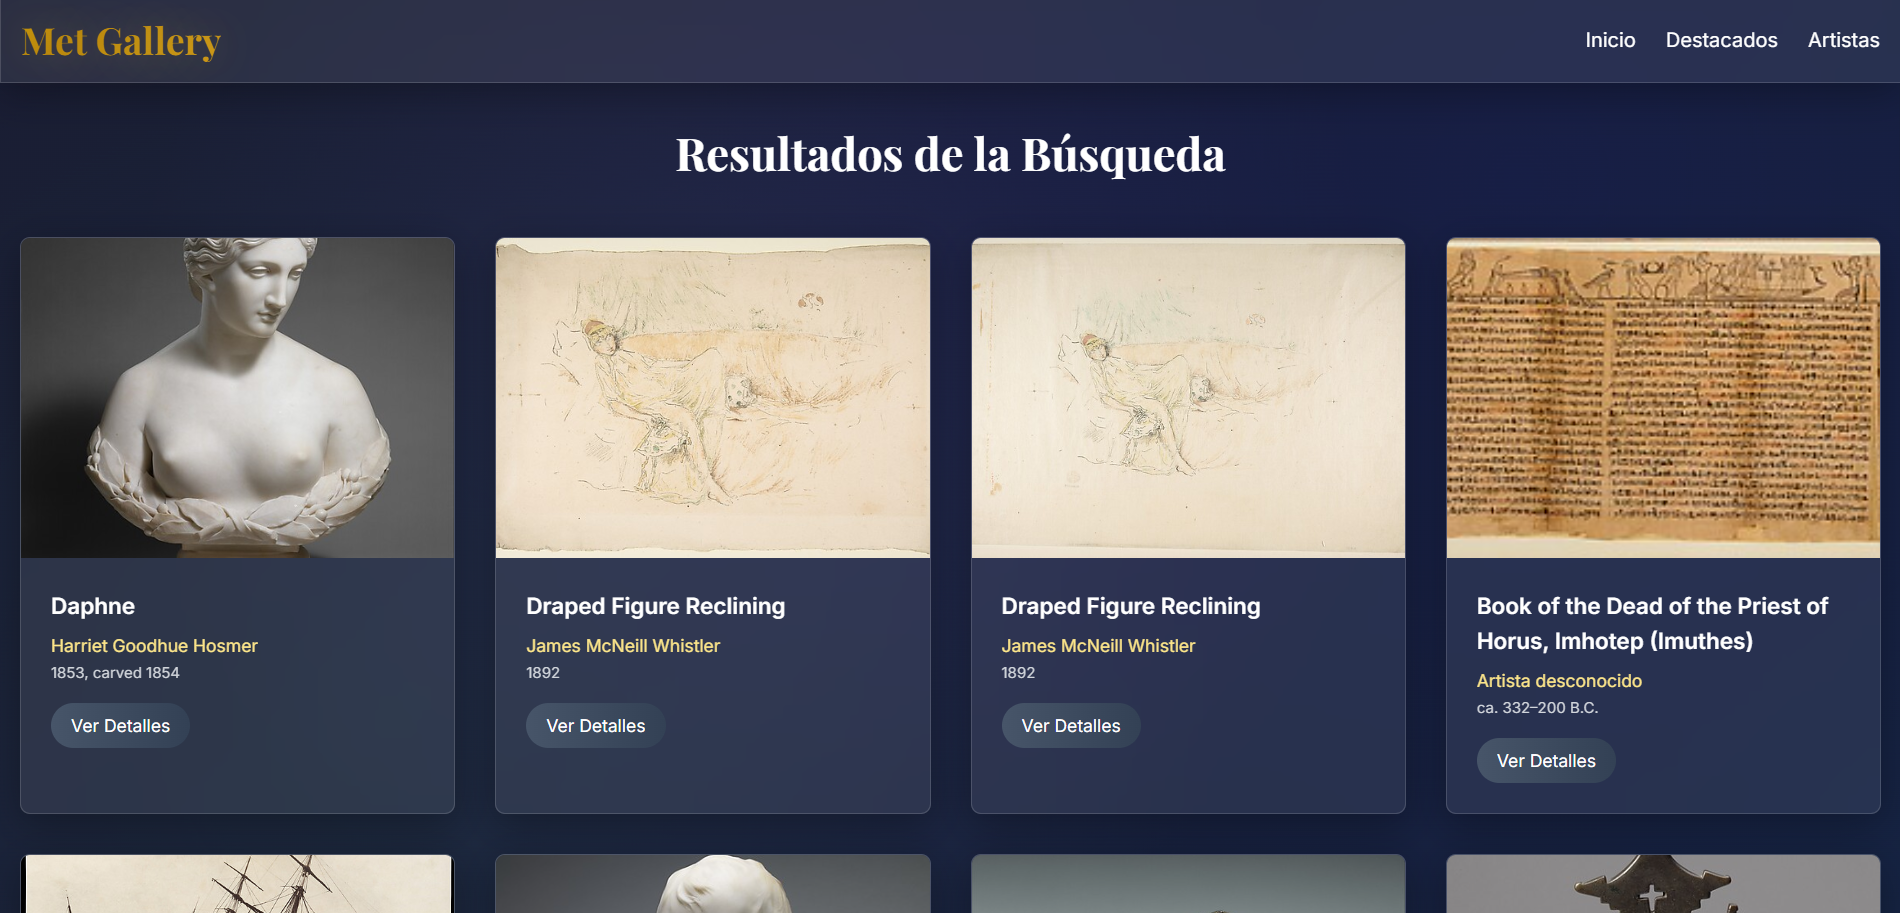 Met Gallery
Inicio
Destacados
Artistas
Resultados de la Búsqueda
Daphne
Harriet Goodhue Hosmer
1853, carved 1854
Ver Detalles
Draped Figure Reclining
James McNeill Whistler
1892
Ver Detalles
Draped Figure Reclining
James McNeill Whistler
1892
Ver Detalles
Book of the Dead of the Priest of
Horus, Imhotep (Imuthes)
Artista desconocido
ca. 332–200 B.C.
Ver Detalles